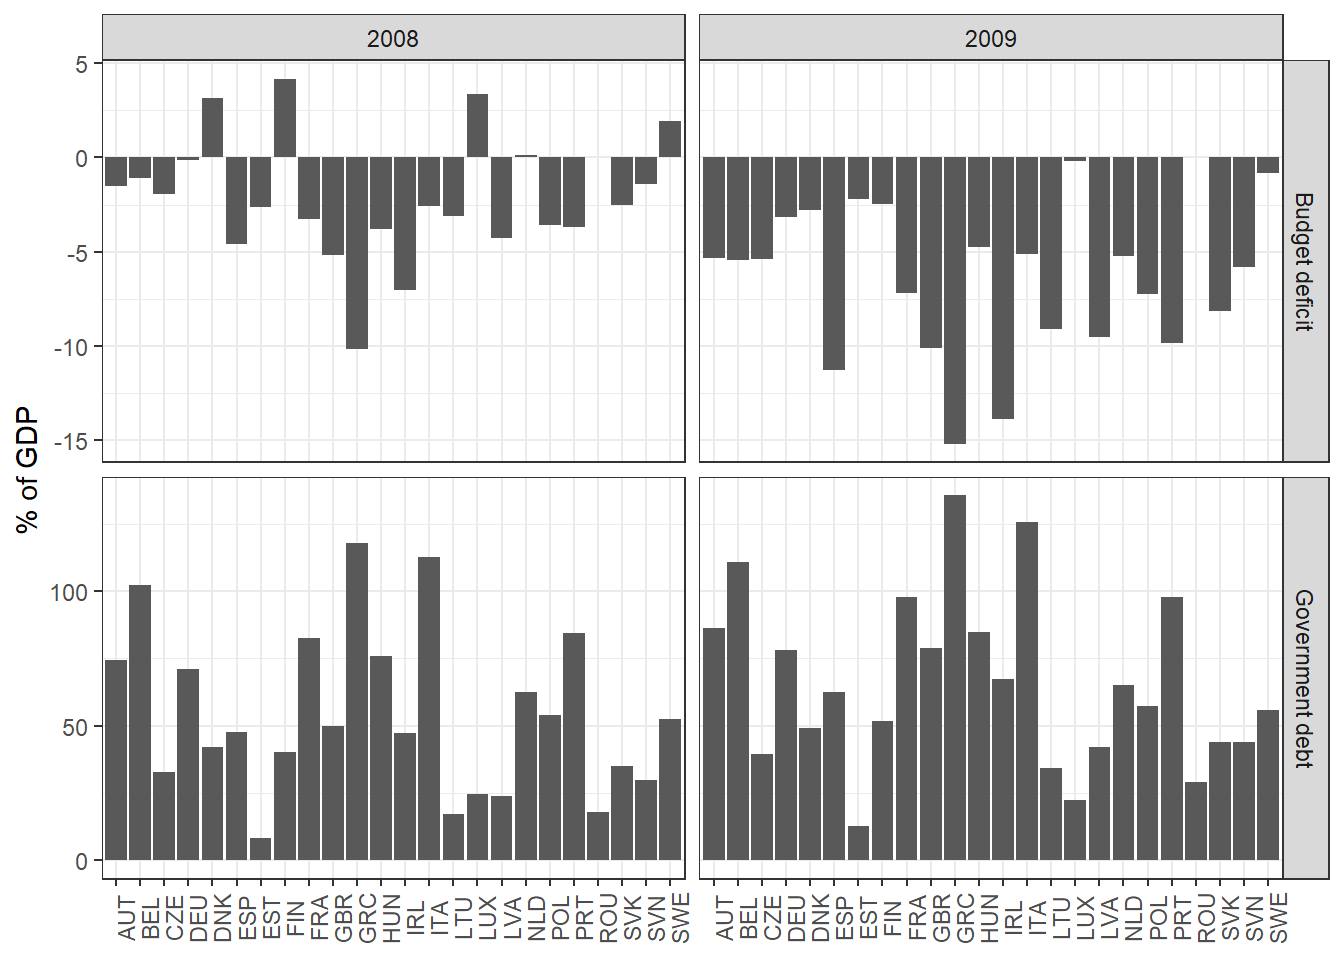 2008
2009
% of GDP
5
0
-5
-10
-15
Budget deficit
100
50
0
Government debt
AUT BEL CZE DEU DNK ESP EST FIN FRA GBR GRC HUN IRL ITA LTU LUX LVA NLD POL PRT ROU SVK SVN SWE
AUT BEL CZE DEU DNK ESP EST FIN FRA GBR GRC HUN IRL ITA LTU LUX LVA NLD POL PRT ROU SVK SVN SWE